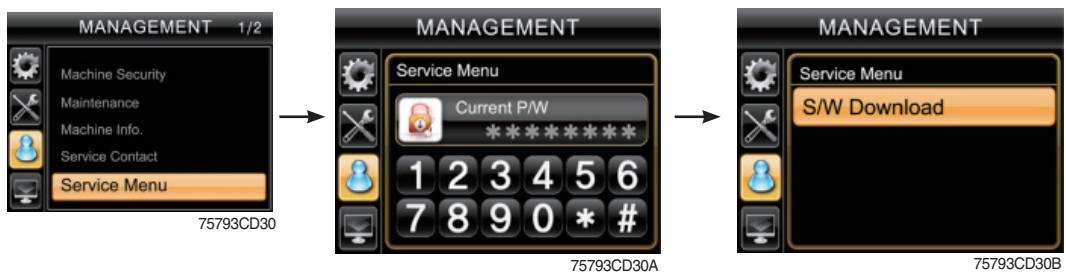 MANAGEMENT 1/2
Machine Security
Maintenance
Machine Info.
Service Contact
Service Menu
75793CD30
MANAGEMENT
Service Menu
Current P/W
********
1 2 3 4 5 6
7 8 9 0 * #
75793CD30A
MANAGEMENT
Service Menu
S/W Download
75793CD30B